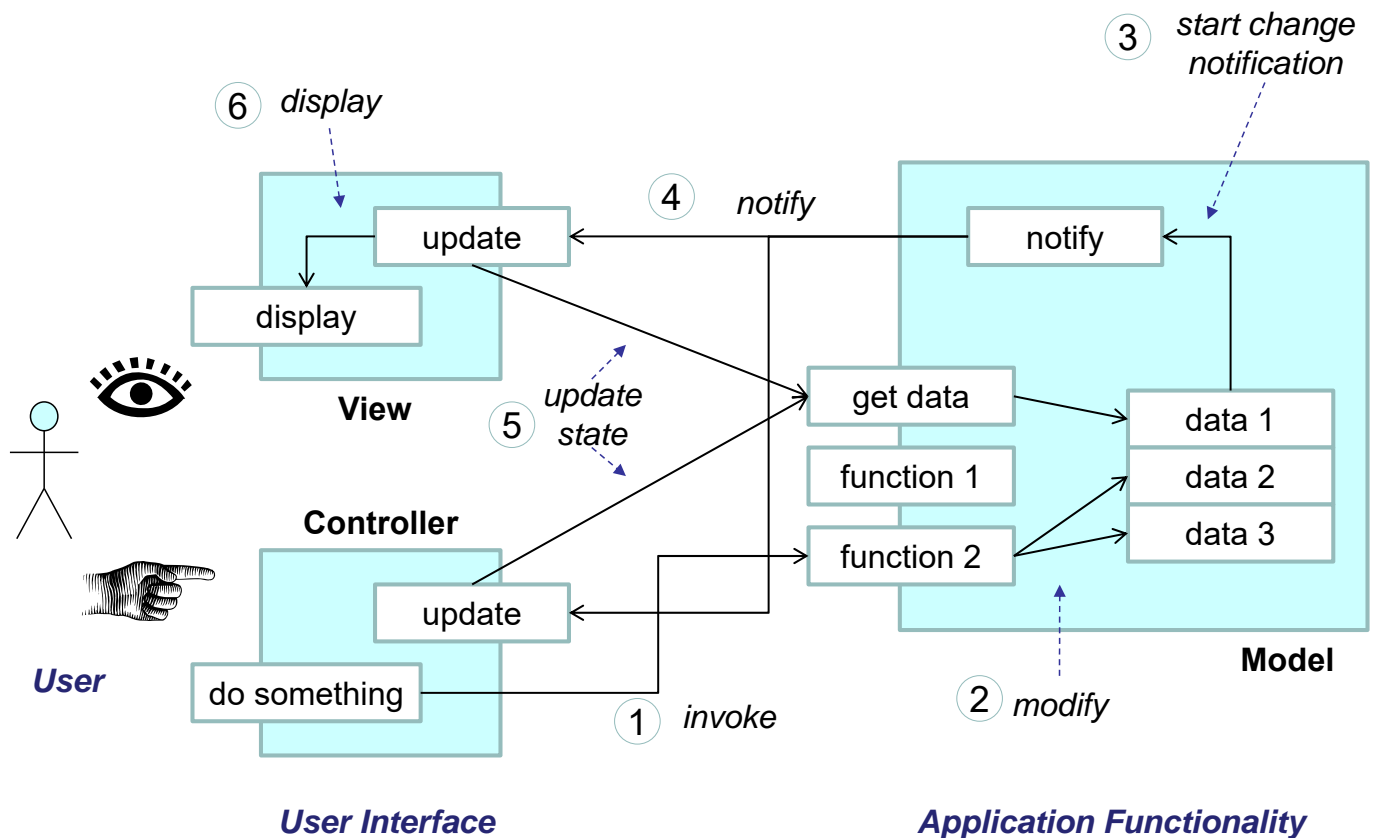 3
start change
notification
6
display
4
notify
update
notify
display
View
5
update
state
get data
data 1
function 1
data 2
Controller
function 2
data 3
update
User
do something
1
invoke
2
modify
Model
User Interface
Application Functionality